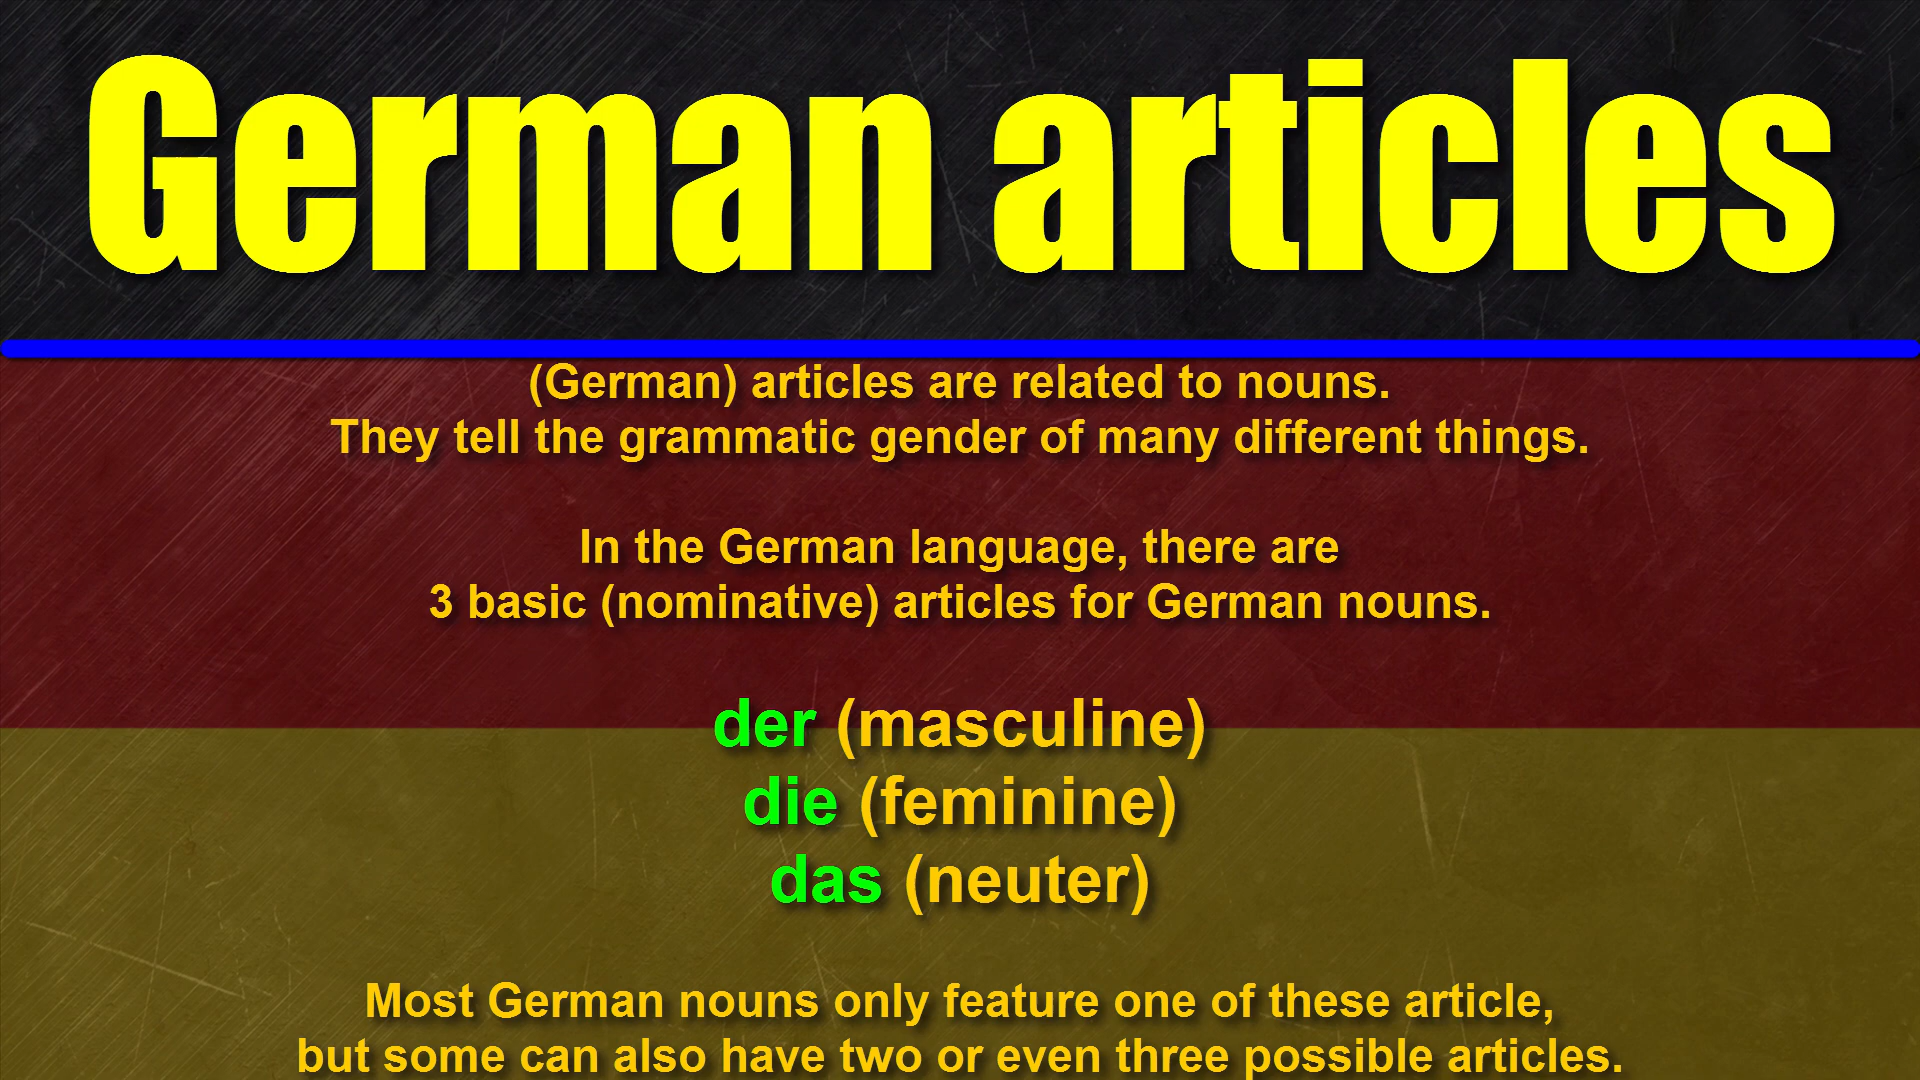 German articles
(German) articles are related to nouns.
They tell the grammatic gender of many different things.
In the German language, there are
3 basic (nominative) articles for German nouns.
der (masculine)
die (feminine)
das (neuter)
Most German nouns only feature one of these article,
but some can also have two or even three possible articles.